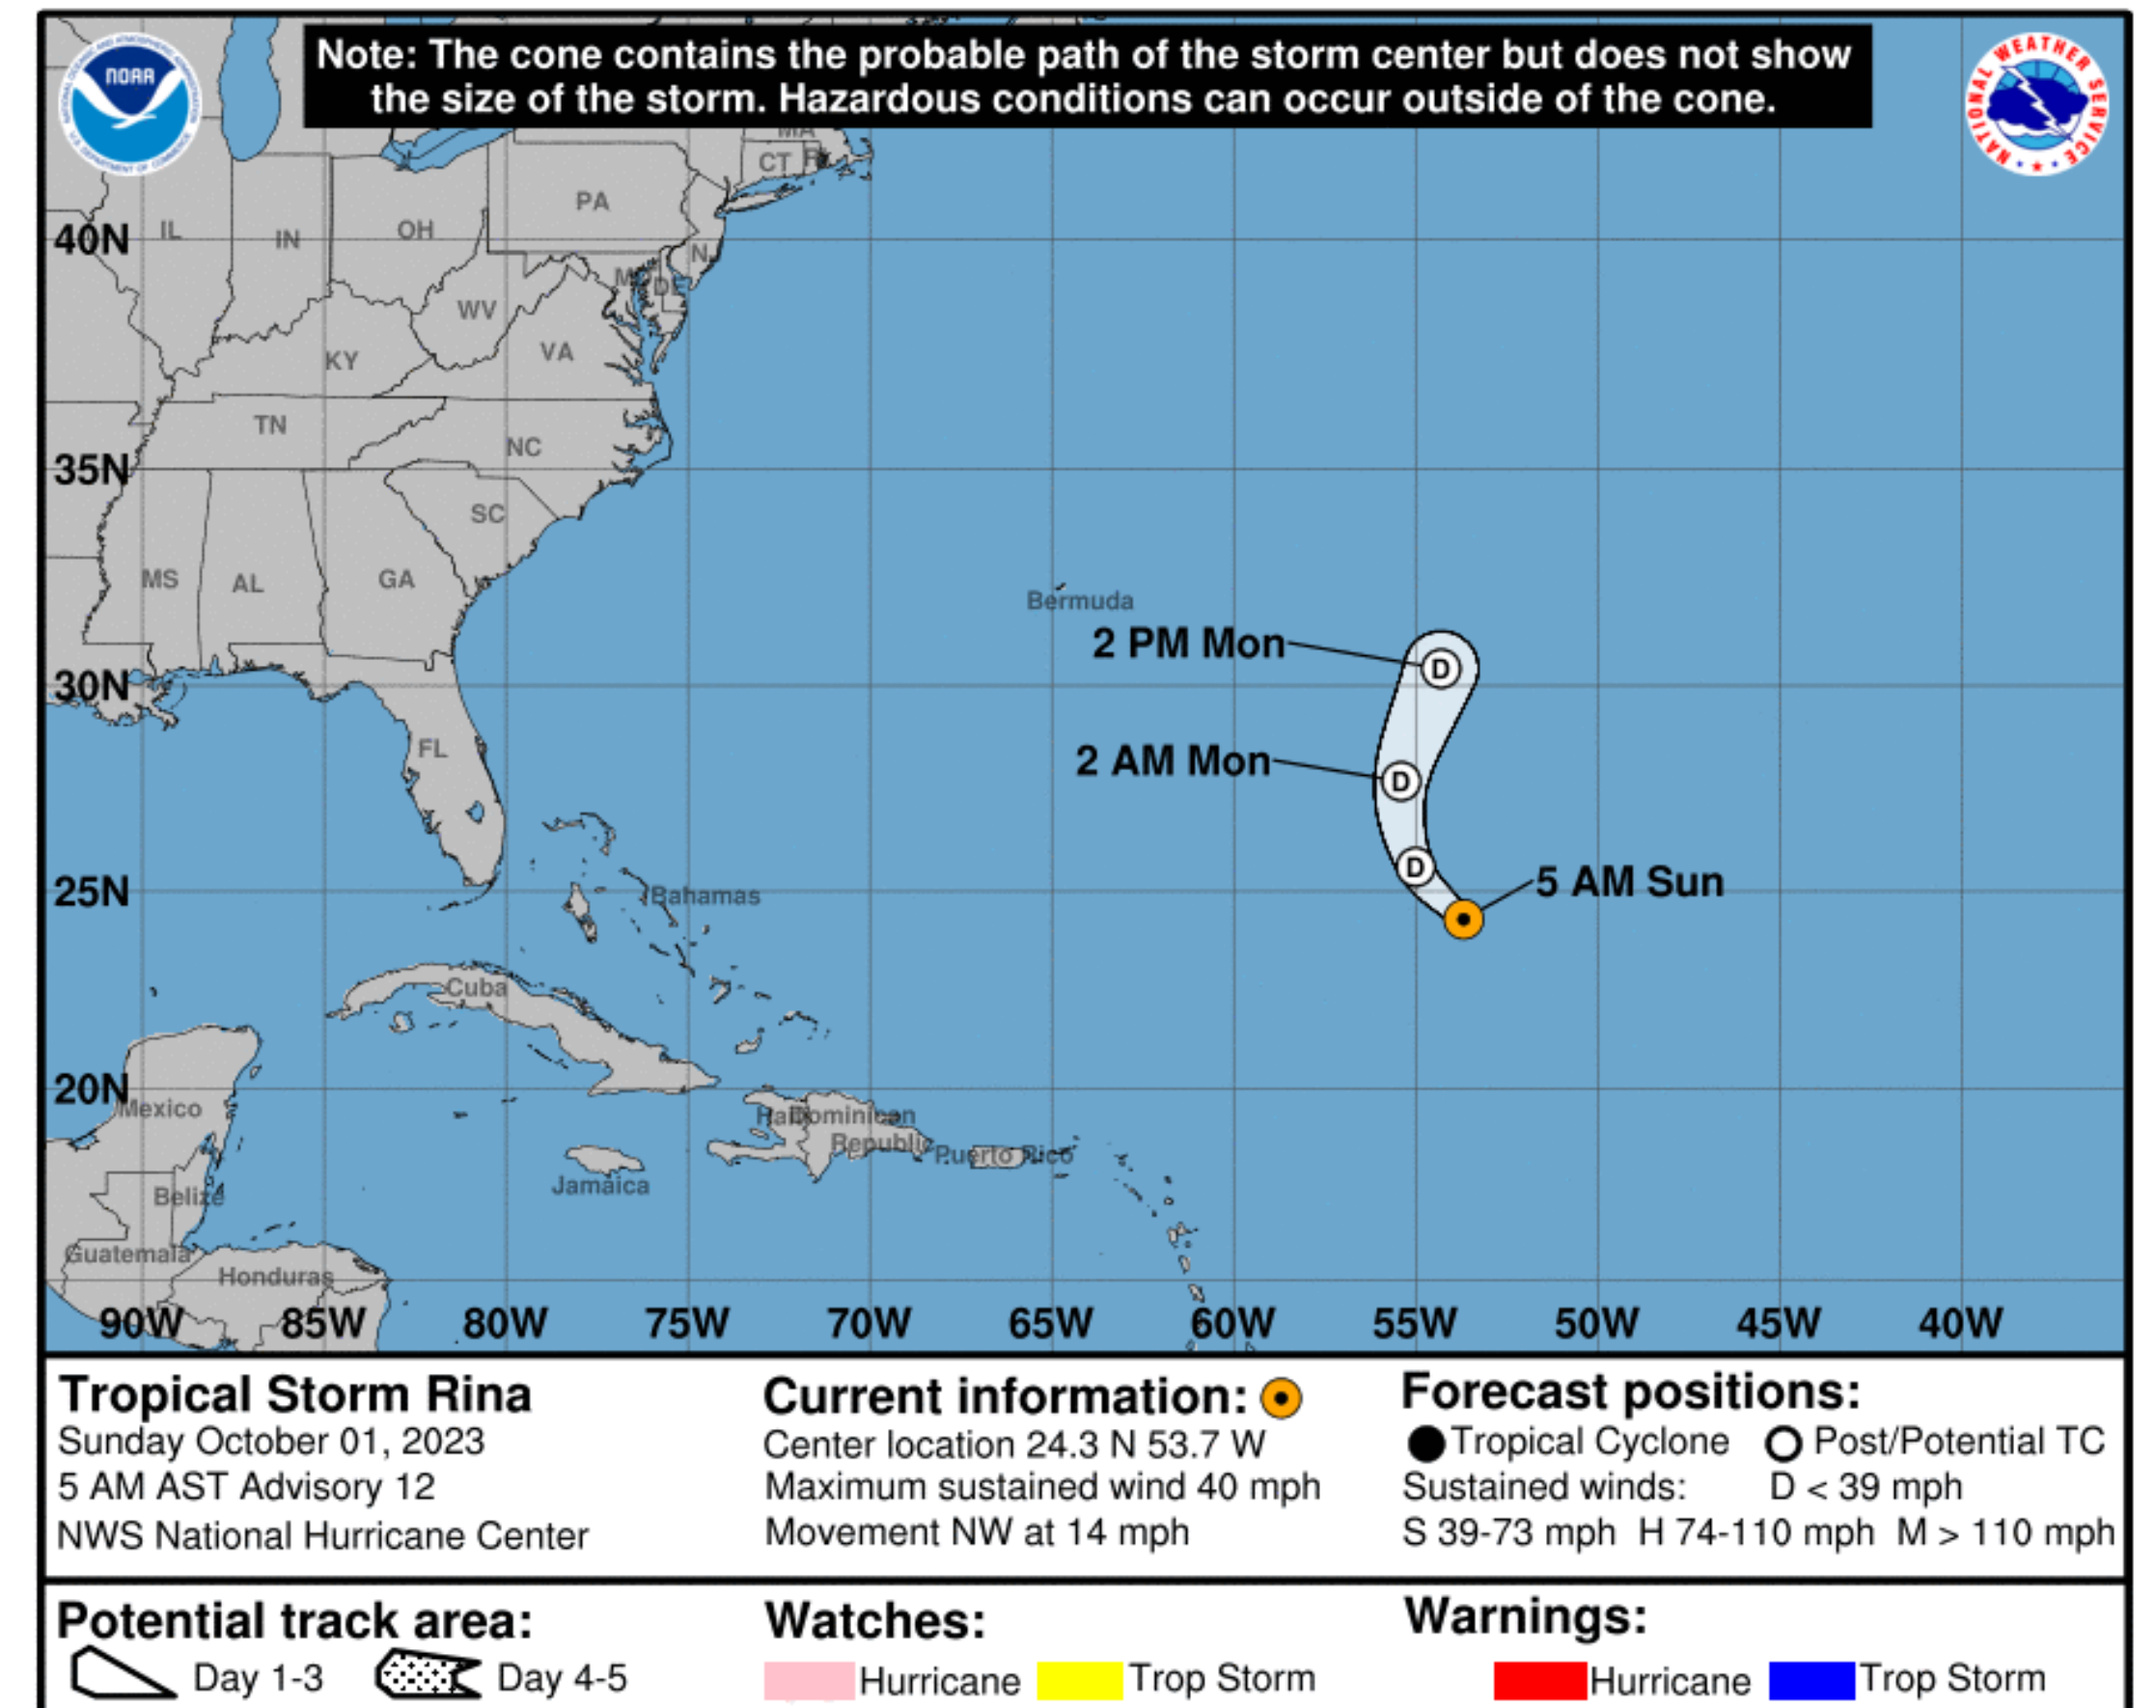 Note: The cone contains the probable path of the storm center but does not show
the size of the storm. Hazardous conditions can occur outside of the cone.
NOAA
NATIONAL WEATHER SERVICE
MA
CT
PA
IL
IN
OH
40N
WV
VA
KY
TN
NC
35N
SC
MS
AL
GA
Bermuda
2 PM Mon
D
30N
FL
2 AM Mon
D
D
5 AM Sun
25N
Bahamas
Cuba
20N
Mexico
Dominican
Republic
Puerto Rico
Jamaica
Belize
Guatemala
Honduras
90W 85W 80W 75W 70W 65W 60W 55W 50W 45W 40W
Tropical Storm Rina
Sunday October 01, 2023
5 AM AST Advisory 12
NWS National Hurricane Center
Current information:
Center location 24.3 N 53.7 W
Maximum sustained wind 40 mph
Movement NW at 14 mph
Forecast positions:
Tropical Cyclone Post/Potential TC
Sustained winds: D < 39 mph
S 39-73 mph H 74-110 mph M > 110 mph
Potential track area:
Day 1-3 Day 4-5
Watches:
Hurricane Trop Storm
Warnings:
Hurricane Trop Storm